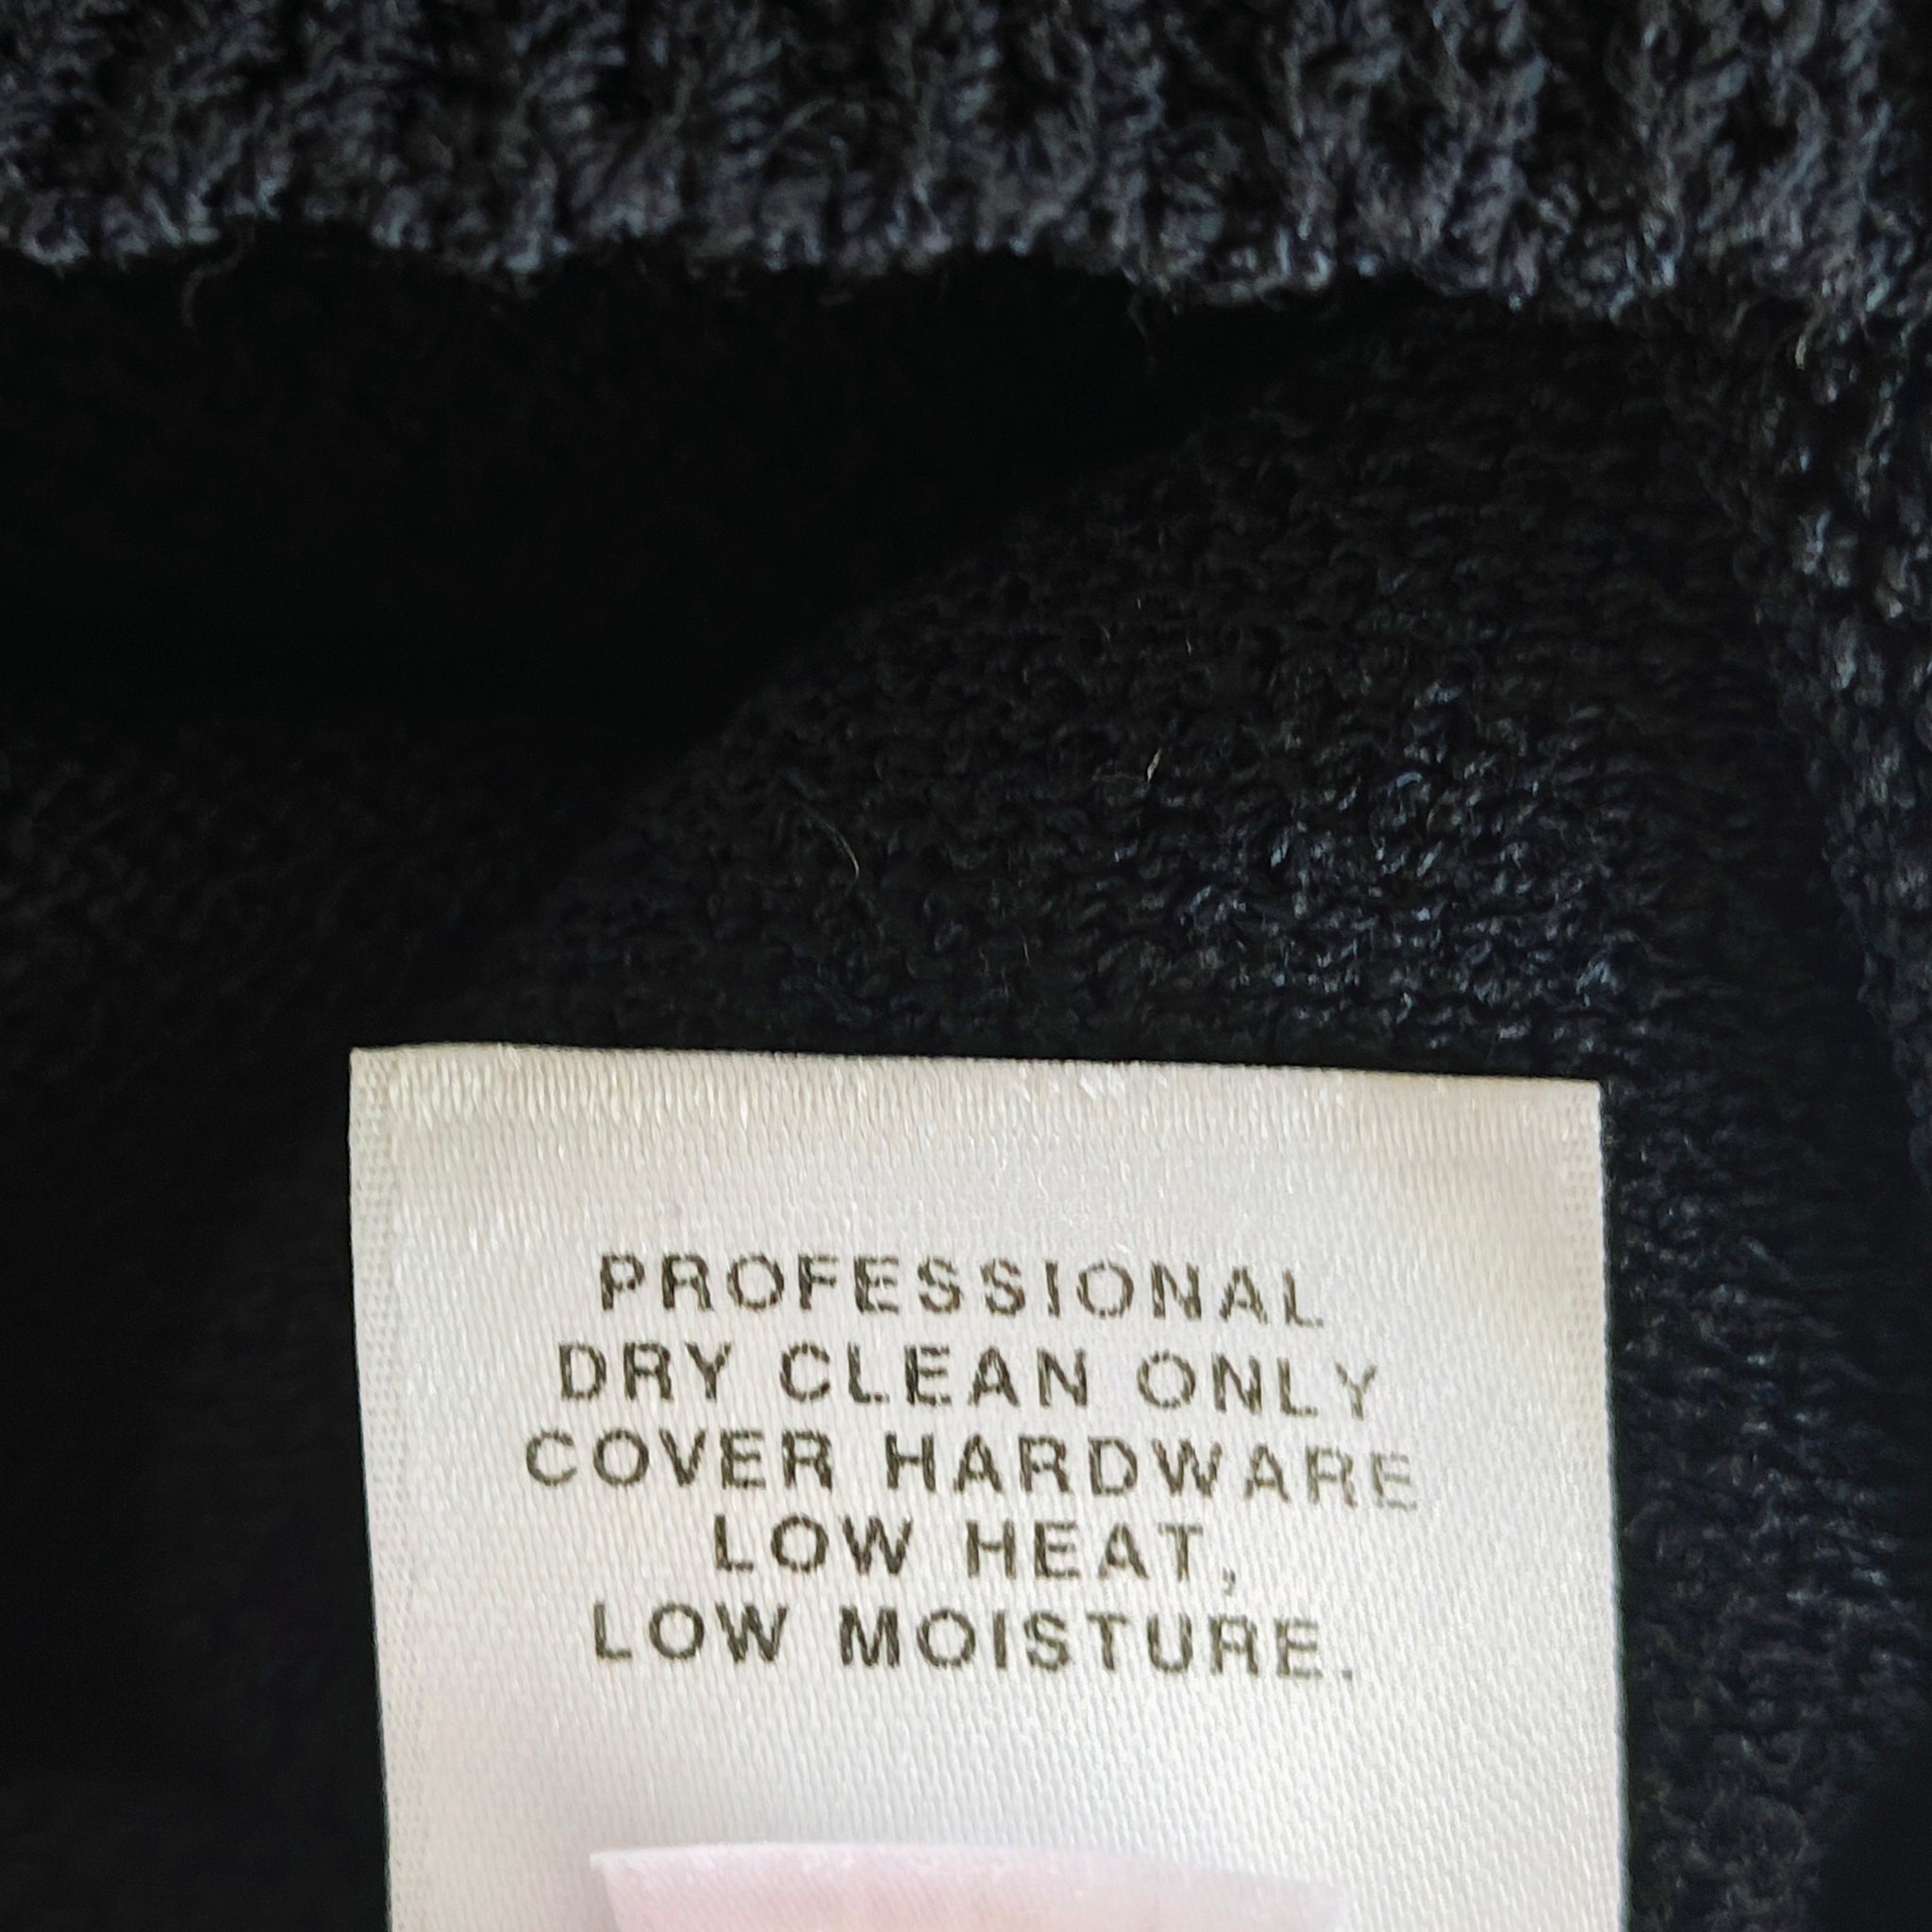 PROFESSIONAL
DRY CLEAN ONLY
COVER HARDWARE
LOW HEAT,
LOW MOISTURE.